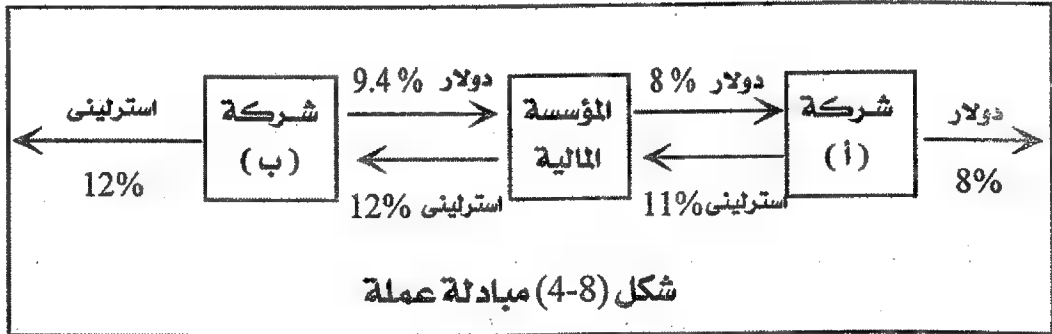 دولار 8%
شركة (أ)
دولار 8%
استرليني 11%
المؤسسة المالية
دولار 9.4%
استرليني 12%
شركة (ب)
استرليني
12%
شكل (8-4) مبادلة عملة